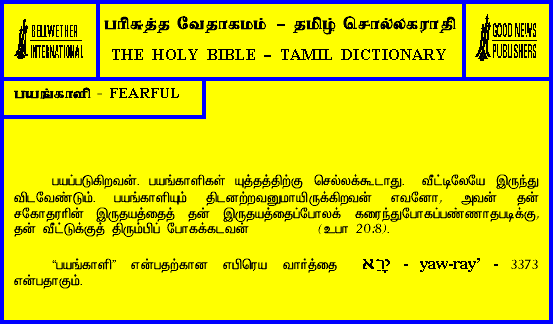 BELLWETHER
INTERNATIONAL
பரிசுத்த வேதாகமம் – தமிழ் சொல்லகராதி
THE HOLY BIBLE – TAMIL DICTIONARY
GOOD NEWS
PUBLISHERS
பயங்காளி - FEARFUL
பயப்படுகிறவன். பயங்காளிகள் யுத்தத்திற்கு செல்லக்கூடாது. வீட்டிலேயே இருந்து
விடவேண்டும். பயங்காளியும் திடனற்றவனுமாயிருக்கிறவன் எவனோ, அவன் தன்
சகோதரரின் இருதயத்தைத் தன் இருதயத்தைப்போலக் கரைந்துபோகப்பண்ணாதபடிக்கு,
தன் வீட்டுக்குத் திரும்பிப் போகக்கடவன் (உபா 20:8).
“பயங்காளி” என்பதற்கான எபிரெய வார்த்தை יָרֵא - yaw-ray’ - 3373
என்பதாகும்.